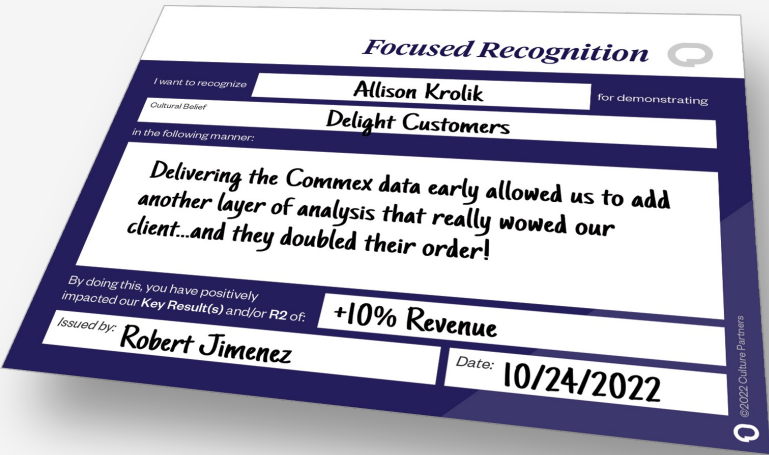 Focused Recognition
I want to recognize Allison Krolik for demonstrating
Cultural Belief Delight Customers
in the following manner:
Delivering the Commex data early allowed us to add
another layer of analysis that really wowed our
client...and they doubled their order!
By doing this, you have positively
impacted our Key Result(s) and/or R2 of: +10% Revenue
Issued by: Robert Jimenez
Date: 10/24/2022
©2022 Culture Partners